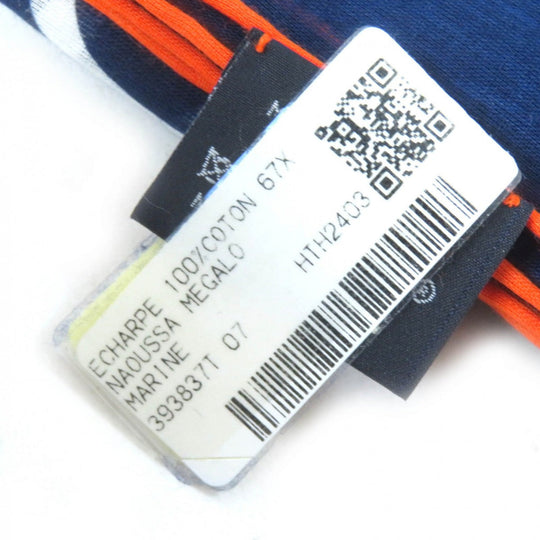 ECHARPE 100%COTON 67X
NAOUSSA MEGALO
MARINE
393837T 07
HTH2403